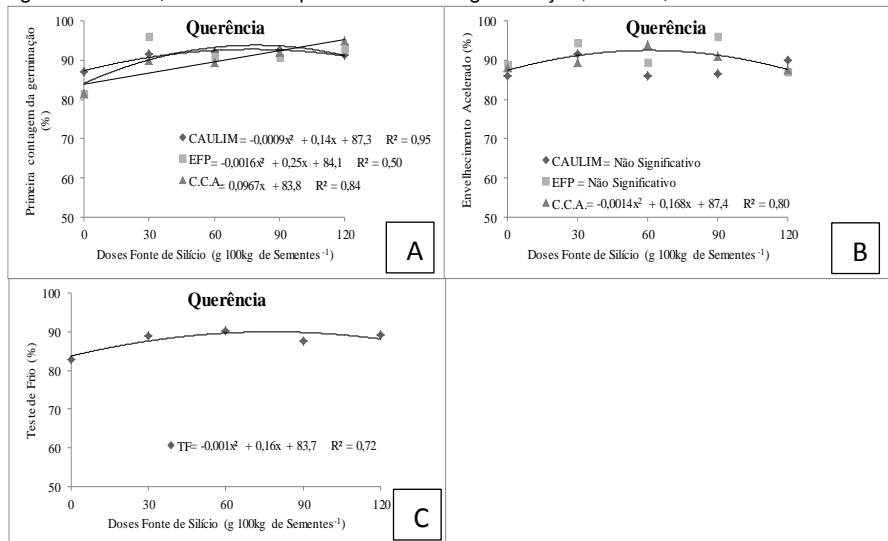 Querência
Primeira contagem da germinação (%)
100
90
80
70
60
50
CAULIM= -0,0009x² + 0,14x + 87,3 R² = 0,95
EFP= -0,0016x² + 0,25x + 84,1 R² = 0,50
C.C.A.= 0,0967x + 83,8 R² = 0,84
0 30 60 90 120
Doses Fonte de Silício (g 100kg de Sementes⁻¹)
A
Querência
Envelhecimento Acelerado (%)
100
90
80
70
60
50
CAULIM= Não Significativo
EFP = Não Significativo
C.C.A.= -0,0014x² + 0,168x + 87,4 R² = 0,80
0 30 60 90 120
Doses Fonte de Silício (g 100kg de Sementes⁻¹)
B
Querência
Teste de Frio (%)
100
90
80
70
60
50
TF= -0,001x² + 0,16x + 83,7 R² = 0,72
0 30 60 90 120
Doses Fonte de Silício (g 100kg de Sementes⁻¹)
C